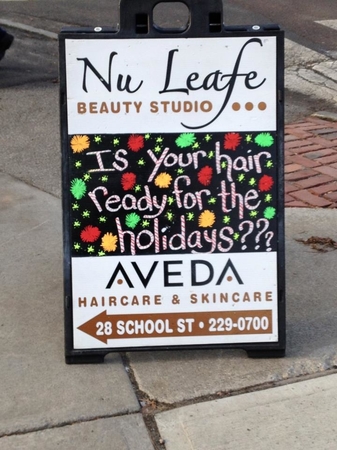 Nu Leafe
BEAUTY STUDIO
Is your hair
ready for the
holidays???
AVEDA
HAIRCARE & SKINCARE
28 SCHOOL ST • 229-0700